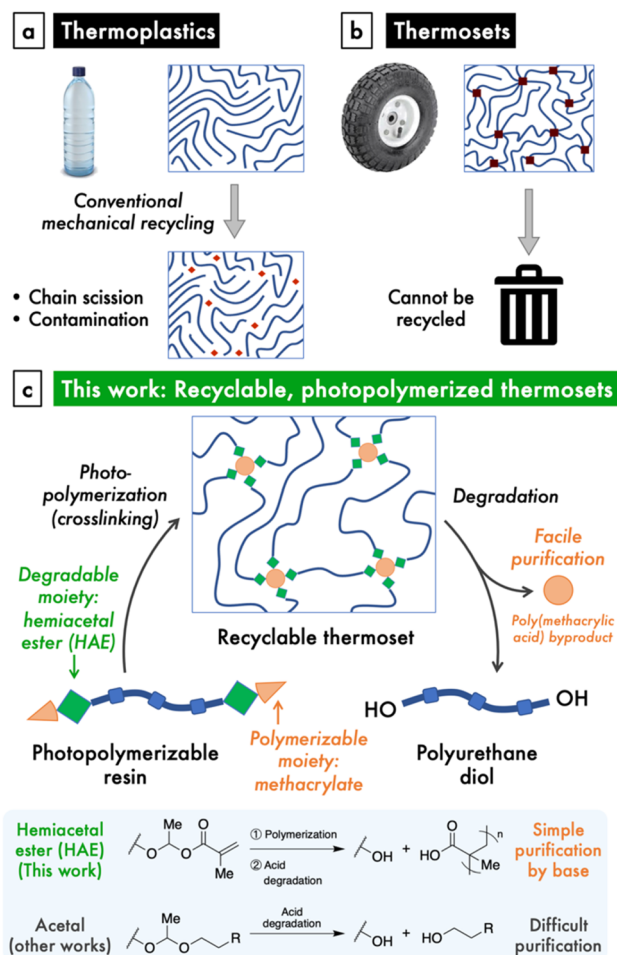 a Thermoplastics
b Thermosets
Conventional
mechanical recycling
• Chain scission
• Contamination
Cannot be
recycled
c This work: Recyclable, photopolymerized thermosets
Photo-
polymerization
(crosslinking)
Degradation
Degradable
moiety:
hemiacetal
ester (HAE)
Facile
purification
Poly(methacrylic
acid) byproduct
Recyclable thermoset
HO
OH
Photopolymerizable
resin
Polymerizable
moiety:
methacrylate
Polyurethane
diol
Hemiacetal
ester (HAE)
(This work)
Me
O
O
O
Me
① Polymerization
② Acid
degradation
OH
+
O
HO
n
Me
Simple
purification
by base
Acetal
(other works)
Me
O
O
R
Acid
degradation
OH
+
HO
R
Difficult
purification